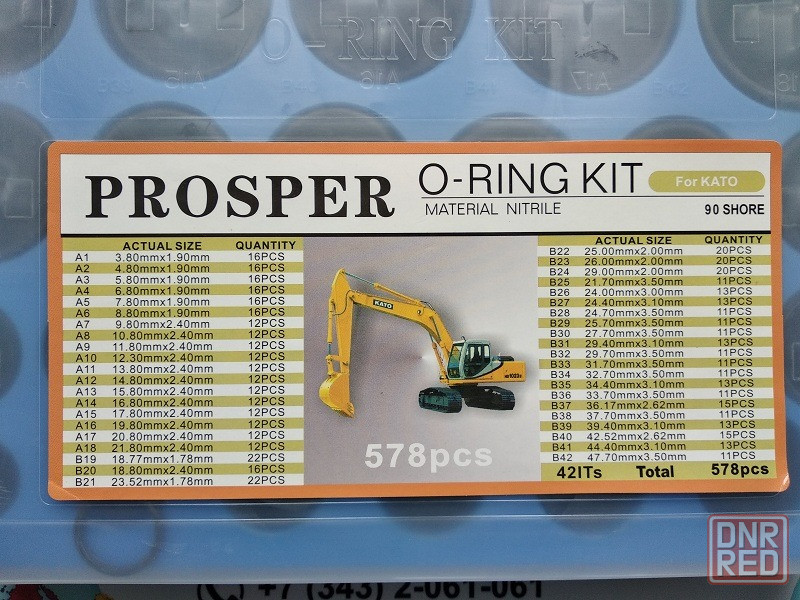 O-RING KIT
A15
A16
A17
PROSPER
O-RING KIT
For KATO
MATERIAL NITRILE
90 SHORE
ACTUAL SIZE QUANTITY
A1 3.80mmx1.90mm 16PCS
A2 4.80mmx1.90mm 16PCS
A3 5.80mmx1.90mm 16PCS
A4 6.80mmx1.90mm 16PCS
A5 7.80mmx1.90mm 16PCS
A6 8.80mmx1.90mm 16PCS
A7 9.80mmx2.40mm 12PCS
A8 10.80mmx2.40mm 12PCS
A9 11.80mmx2.40mm 12PCS
A10 12.30mmx2.40mm 12PCS
A11 13.80mmx2.40mm 12PCS
A12 14.80mmx2.40mm 12PCS
A13 15.80mmx2.40mm 12PCS
A14 16.80mmx2.40mm 12PCS
A15 17.80mmx2.40mm 12PCS
A16 19.80mmx2.40mm 12PCS
A17 20.80mmx2.40mm 12PCS
A18 21.80mmx2.40mm 12PCS
B19 18.77mmx1.78mm 22PCS
B20 18.80mmx2.40mm 16PCS
B21 23.52mmx1.78mm 22PCS
KATO
578pcs
ACTUAL SIZE QUANTITY
B22 25.00mmx2.00mm 20PCS
B23 26.00mmx2.00mm 20PCS
B24 29.00mmx2.00mm 20PCS
B25 21.70mmx3.50mm 11PCS
B26 24.00mmx3.00mm 13PCS
B27 24.40mmx3.10mm 13PCS
B28 24.70mmx3.50mm 11PCS
B29 25.70mmx3.50mm 11PCS
B30 27.70mmx3.50mm 11PCS
B31 29.40mmx3.10mm 13PCS
B32 29.70mmx3.50mm 11PCS
B33 31.70mmx3.50mm 11PCS
B34 32.70mmx3.50mm 11PCS
B35 34.40mmx3.10mm 13PCS
B36 33.70mmx3.50mm 11PCS
B37 36.17mmx2.62mm 15PCS
B38 37.70mmx3.50mm 11PCS
B39 39.40mmx3.10mm 13PCS
B40 42.52mmx2.62mm 15PCS
B41 44.40mmx3.10mm 13PCS
B42 47.70mmx3.50mm 11PCS
42ITs Total 578pcs
+7 (343) 2-061-061
DNR
RED